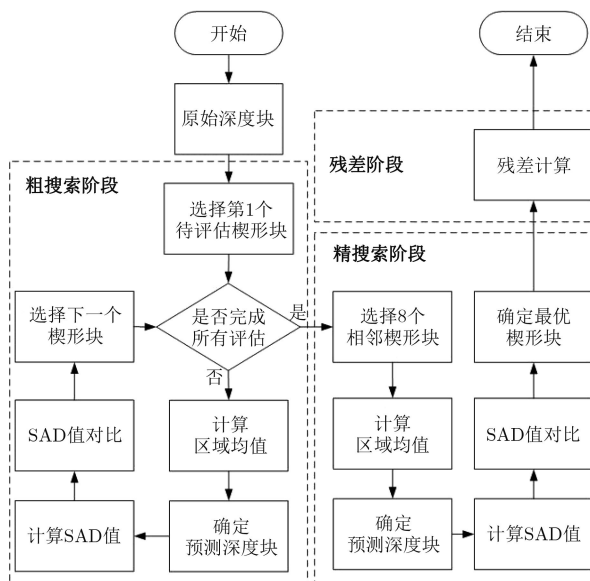 开始
原始深度块
粗搜索阶段
选择第1个
待评估楔形块
是否完成
所有评估
是
否
计算
区域均值
确定
预测深度块
计算SAD值
SAD值对比
选择下一个
楔形块
精搜索阶段
选择8个
相邻楔形块
计算
区域均值
确定
预测深度块
计算SAD值
SAD值对比
确定最优
楔形块
残差阶段
残差计算
结束